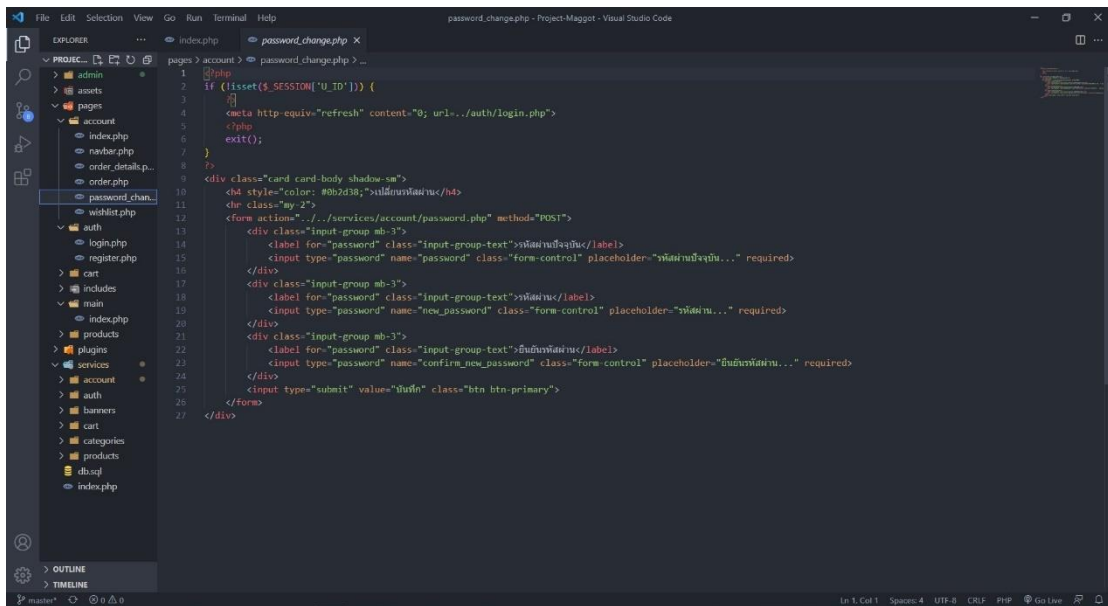 File Edit Selection View Go Run Terminal Help
password_change.php - Project-Maggot - Visual Studio Code
EXPLORER
index.php
password_change.php
PROJEC...
pages > account > password_change.php > ...
admin
assets
pages
account
index.php
navbar.php
order_details.p...
order.php
password_chan...
wishlist.php
auth
login.php
register.php
cart
includes
main
index.php
products
plugins
services
account
auth
banners
cart
categories
products
db.sql
index.php
OUTLINE
TIMELINE
1 <?php
2 if (!isset($_SESSION['U_ID'])) {
3 ?>
4 <meta http-equiv="refresh" content="0; url=../auth/login.php">
5 <?php
6 exit();
7 }
8 ?>
9 <div class="card card-body shadow-sm">
10 <h4 style="color: #0b2d38;">เปลี่ยนรหัสผ่าน</h4>
11 <hr class="my-2">
12 <form action="../../services/account/password.php" method="POST">
13 <div class="input-group mb-3">
14 <label for="password" class="input-group-text">รหัสผ่านปัจจุบัน</label>
15 <input type="password" name="password" class="form-control" placeholder="รหัสผ่านปัจจุบัน..." required>
16 </div>
17 <div class="input-group mb-3">
18 <label for="password" class="input-group-text">รหัสผ่าน</label>
19 <input type="password" name="new_password" class="form-control" placeholder="รหัสผ่าน..." required>
20 </div>
21 <div class="input-group mb-3">
22 <label for="password" class="input-group-text">ยืนยันรหัสผ่าน</label>
23 <input type="password" name="confirm_new_password" class="form-control" placeholder="ยืนยันรหัสผ่าน..." required>
24 </div>
25 <input type="submit" value="บันทึก" class="btn btn-primary">
26 </form>
27 </div>
master* 0 0 Ln 1, Col 1 Spaces: 4 UTF-8 CRLF PHP Go Live